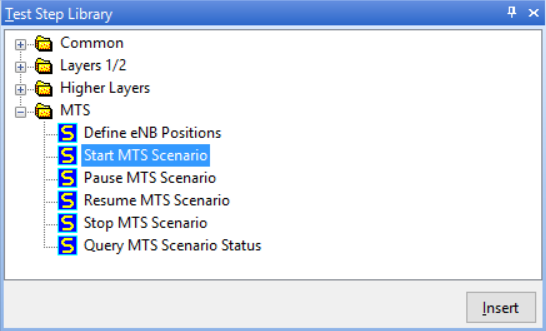 Test Step Library
Common
Layers 1/2
Higher Layers
MTS
S Define eNB Positions
S Start MTS Scenario
S Pause MTS Scenario
S Resume MTS Scenario
S Stop MTS Scenario
S Query MTS Scenario Status
Insert